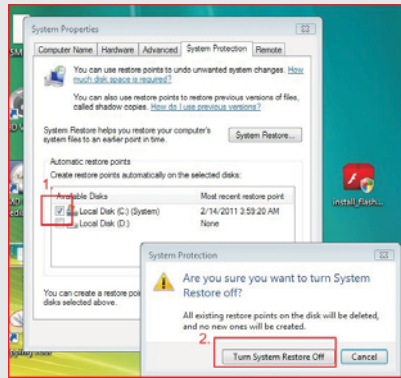 System Properties
Computer Name Hardware Advanced System Protection Remote
You can use restore points to undo unwanted system changes. How
much disk space is required?
You can also use restore points to restore previous versions of files,
called shadow copies. How do I use previous versions?
System Restore helps you restore your computer's
system files to an earlier point in time.
System Restore...
Automatic restore points
Create restore points automatically on the selected disks:
1.
Available Disks Most recent restore point
Local Disk (C:) (System) 2/14/2011 3:59:20 AM
Local Disk (D:) None
install_flash...
You can create a restore poi
disks selected above.
System Protection
Are you sure you want to turn System
Restore off?
All existing restore points on the disk will be deleted,
and no new ones will be created.
2.
Turn System Restore Off Cancel